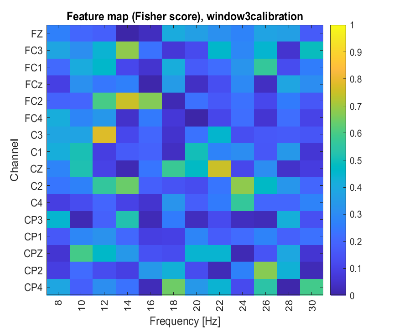 Feature map (Fisher score), window3calibration
Channel
FZ
FC3
FC1
FCz
FC2
FC4
C3
C1
CZ
C2
C4
CP3
CP1
CPZ
CP2
CP4
8 10 12 14 16 18 20 22 24 26 28 30
Frequency [Hz]
1
0.9
0.8
0.7
0.6
0.5
0.4
0.3
0.2
0.1
0